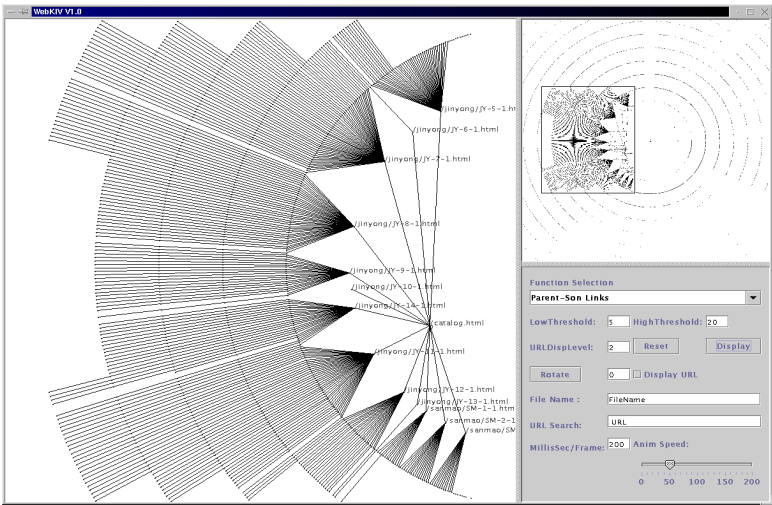 WebKIV V1.0
/jinyong/JY-5-1.ht
/jinyong/JY-6-1.html
/jinyong/JY-7-1.html
/jinyong/JY-8-1.html
/jinyong/JY-9-1.html
/jinyong/JY-10-1.html
/jinyong/JY-14-1.html
/catalog.html
/jinyong/JY-11-1.html
/jinyong/JY-12-1.html
/jinyong/JY-13-1.html
/sanmao/SM-1-1.htm
/sanmao/SM-2-1
/sanmao/SM
Function Selection
Parent-Son Links
LowThreshold: 5 HighThreshold: 20
URLDispLevel: 2 Reset Display
Rotate 0 Display URL
File Name : FileName
URL Search: URL
MillisSec/Frame: 200 Anim Speed:
0 50 100 150 200